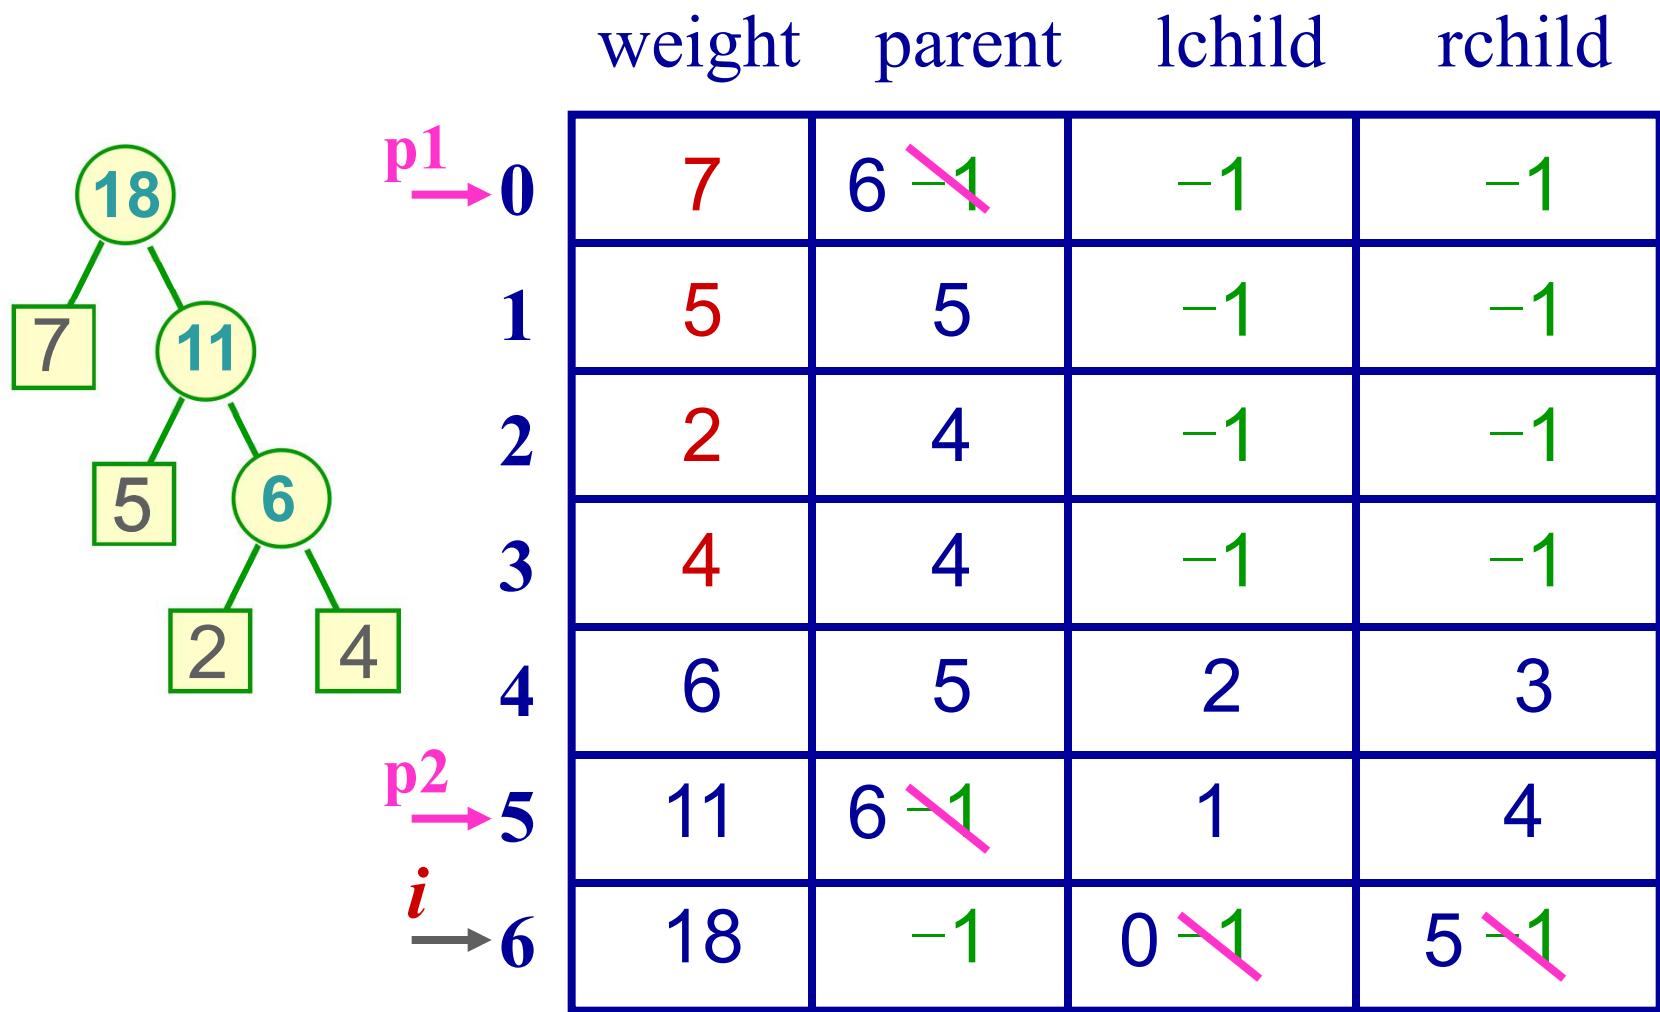 weight parent lchild rchild
p1
0 7 6 –1 –1 –1
1 5 5 –1 –1
2 2 4 –1 –1
3 4 4 –1 –1
4 6 5 2 3
p2
5 11 6 –1 1 4
i
6 18 –1 0 –1 5 –1
18
7 11
5 6
2 4